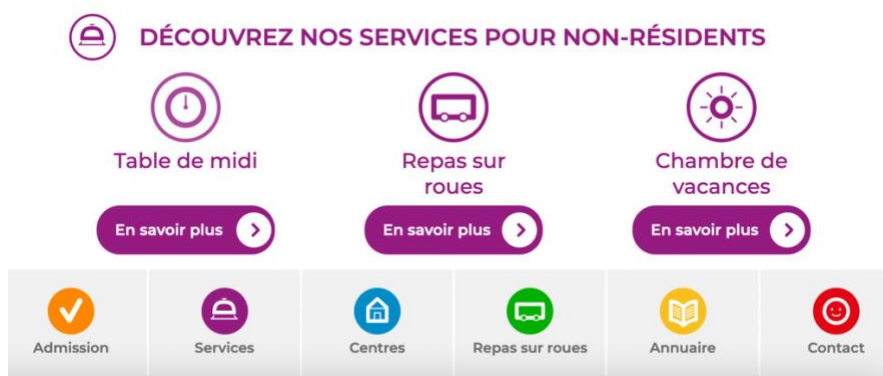 DÉCOUVREZ NOS SERVICES POUR NON-RÉSIDENTS
Table de midi
Repas sur
roues
Chambre de
vacances
En savoir plus
En savoir plus
En savoir plus
Admission
Services
Centres
Repas sur roues
Annuaire
Contact